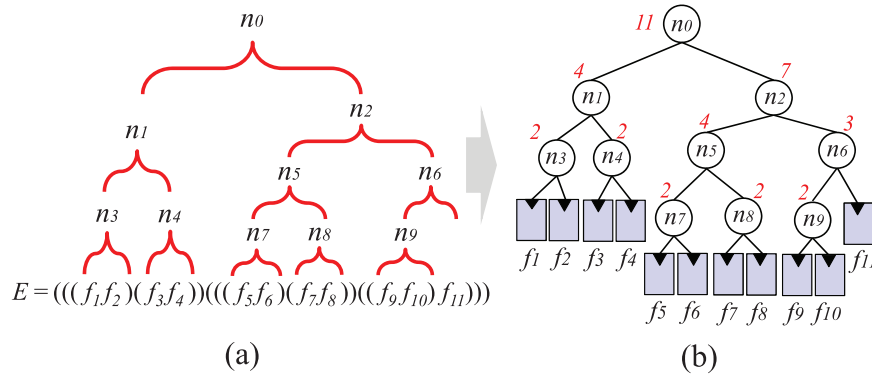 n0
n2
n1
n5 n6
n3 n4
n7 n8 n9
E = (((f1f2)(f3f4))(((f5f6)(f7f8))((f9f10)f11)))
(a)
11 n0
4 7
n1 n2
2 2 4 3
n3 n4 n5 n6
2 2 2
n7 n8 n9
f1 f2 f3 f4 f11
f5 f6 f7 f8 f9 f10
(b)